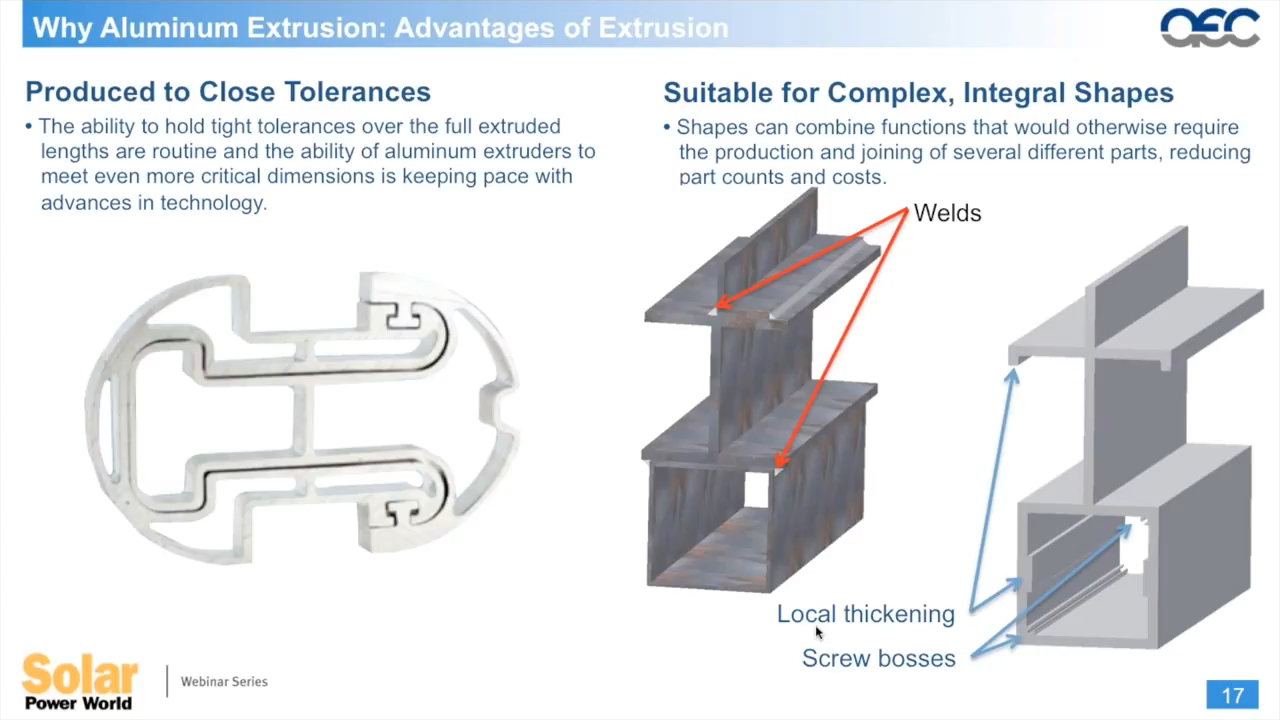 Why Aluminum Extrusion: Advantages of Extrusion
aec
Produced to Close Tolerances
• The ability to hold tight tolerances over the full extruded
lengths are routine and the ability of aluminum extruders to
meet even more critical dimensions is keeping pace with
advances in technology.
Suitable for Complex, Integral Shapes
• Shapes can combine functions that would otherwise require
the production and joining of several different parts, reducing
part counts and costs.
Welds
Local thickening
Screw bosses
Solar
Power World
Webinar Series
17